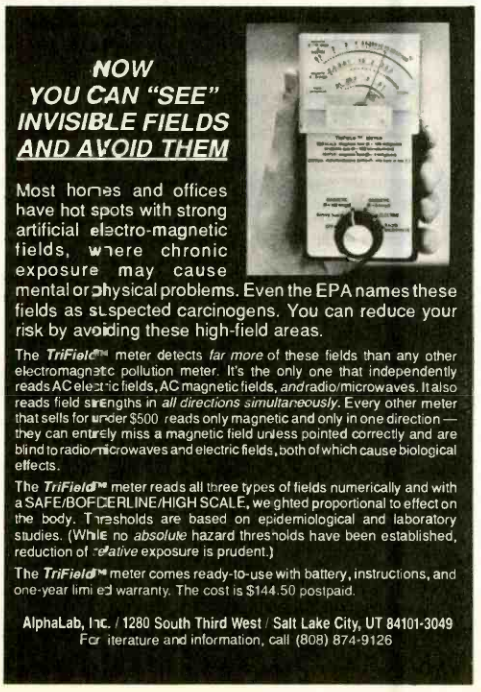 NOW
YOU CAN "SEE"
INVISIBLE FIELDS
AND AVOID THEM
Most homes and offices
have hot spots with strong
artificial electro-magnetic
fields, where chronic
exposure may cause
mental or physical problems. Even the EPA names these
fields as suspected carcinogens. You can reduce your
risk by avoiding these high-field areas.
The TriField™ meter detects far more of these fields than any other
electromagnetic pollution meter. It's the only one that independently
reads AC electric fields, AC magnetic fields, and radio/microwaves. It also
reads field strengths in all directions simultaneously. Every other meter
that sells for under $500 reads only magnetic and only in one direction —
they can entirely miss a magnetic field unless pointed correctly and are
blind to radio/microwaves and electric fields, both of which cause biological
effects.
The TriField™ meter reads all three types of fields numerically and with
a SAFE/BORDERLINE/HIGH SCALE, weighted proportional to effect on
the body. Thresholds are based on epidemiological and laboratory
studies. (While no absolute hazard thresholds have been established,
reduction of relative exposure is prudent.)
The TriField™ meter comes ready-to-use with battery, instructions, and
one-year limited warranty. The cost is $144.50 postpaid.
AlphaLab, Inc. / 1280 South Third West / Salt Lake City, UT 84101-3049
For literature and information, call (808) 874-9126
TRIFIELD™ METER